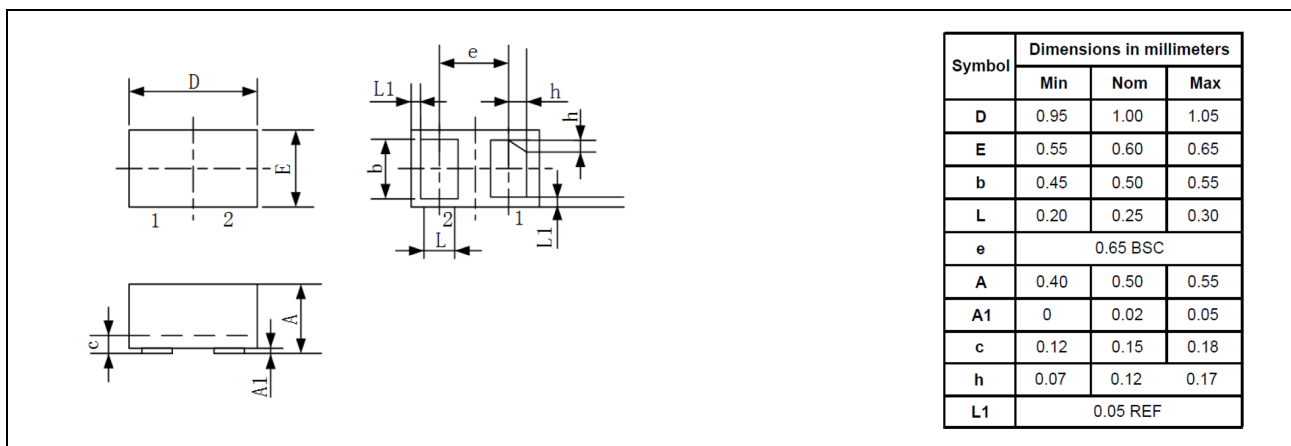 D
E
1 2
e
L1
h
h
b
2
1
L
L1
A
c
A1
Symbol Dimensions in millimeters
Min Nom Max
D 0.95 1.00 1.05
E 0.55 0.60 0.65
b 0.45 0.50 0.55
L 0.20 0.25 0.30
e 0.65 BSC
A 0.40 0.50 0.55
A1 0 0.02 0.05
c 0.12 0.15 0.18
h 0.07 0.12 0.17
L1 0.05 REF